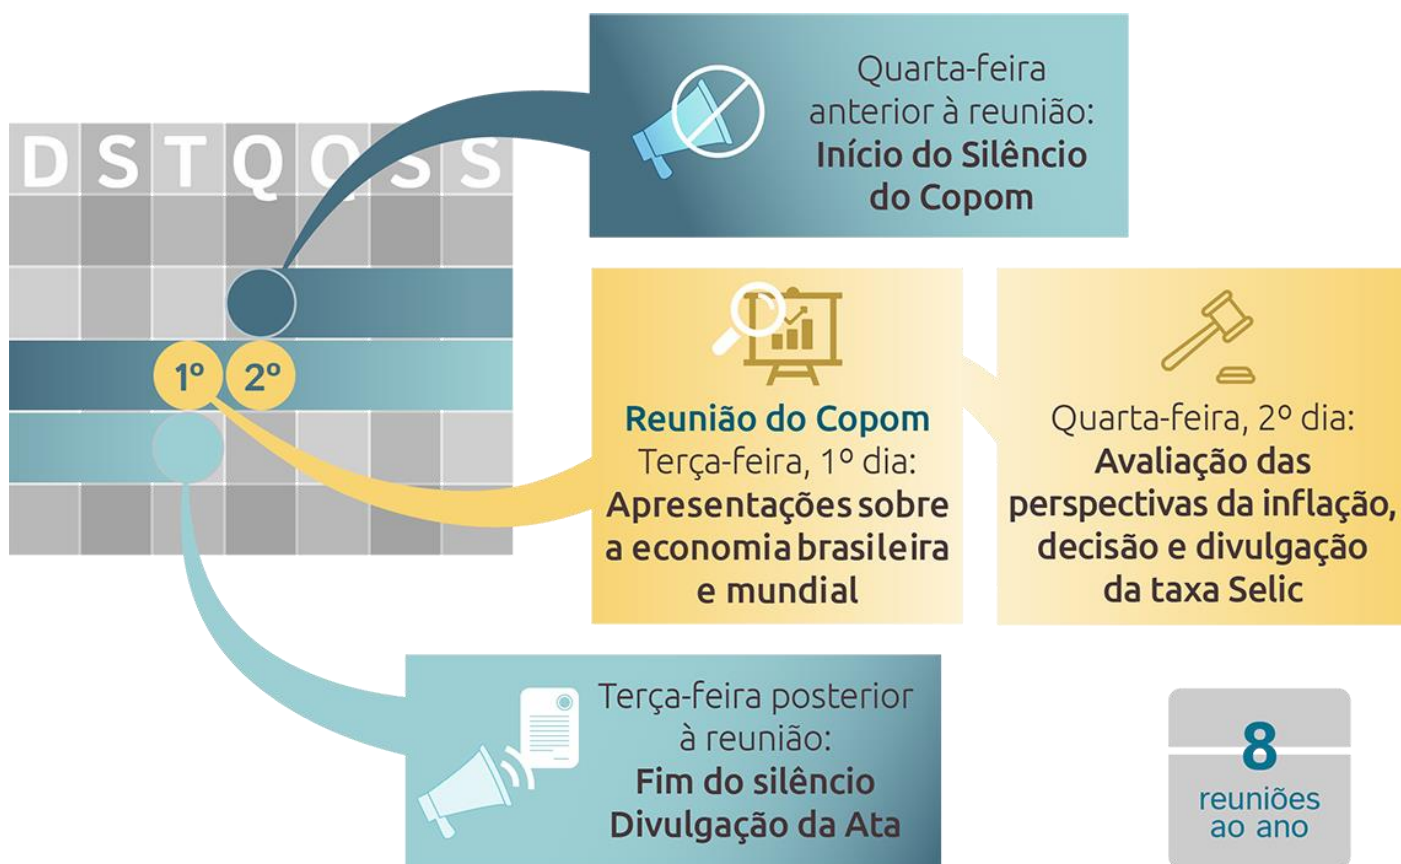 D S T Q Q S S
1º 2º
Quarta-feira
anterior à reunião:
Início do Silêncio
do Copom
Reunião do Copom
Terça-feira, 1º dia:
Apresentações sobre
a economia brasileira
e mundial
Quarta-feira, 2º dia:
Avaliação das
perspectivas da inflação,
decisão e divulgação
da taxa Selic
Terça-feira posterior
à reunião:
Fim do silêncio
Divulgação da Ata
8
reuniões
ao ano